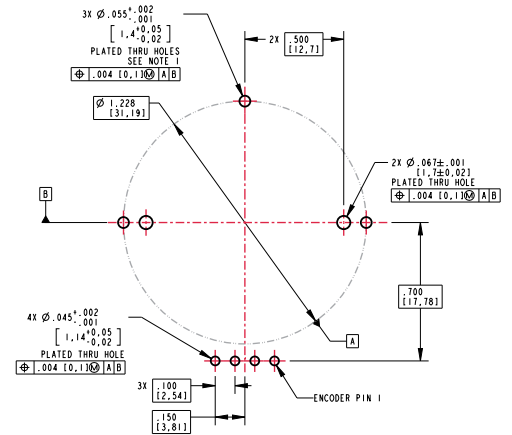 3X Ø.055 +.002 -.001
[1,4 +0,05 -0,02]
PLATED THRU HOLES
SEE NOTE 1
⌖ .004 [0,1]Ⓜ A B
2X .500
[12,7]
Ø 1.228
[31,19]
2X Ø.067±.001
[1,7±0,02]
PLATED THRU HOLE
⌖ .004 [0,1]Ⓜ A B
B
.700
[17,78]
4X Ø.045 +.002 -.001
[1,14 +0,05 -0,02]
PLATED THRU HOLE
⌖ .004 [0,1]Ⓜ A B
A
3X .100
[2,54]
ENCODER PIN 1
.150
[3,81]